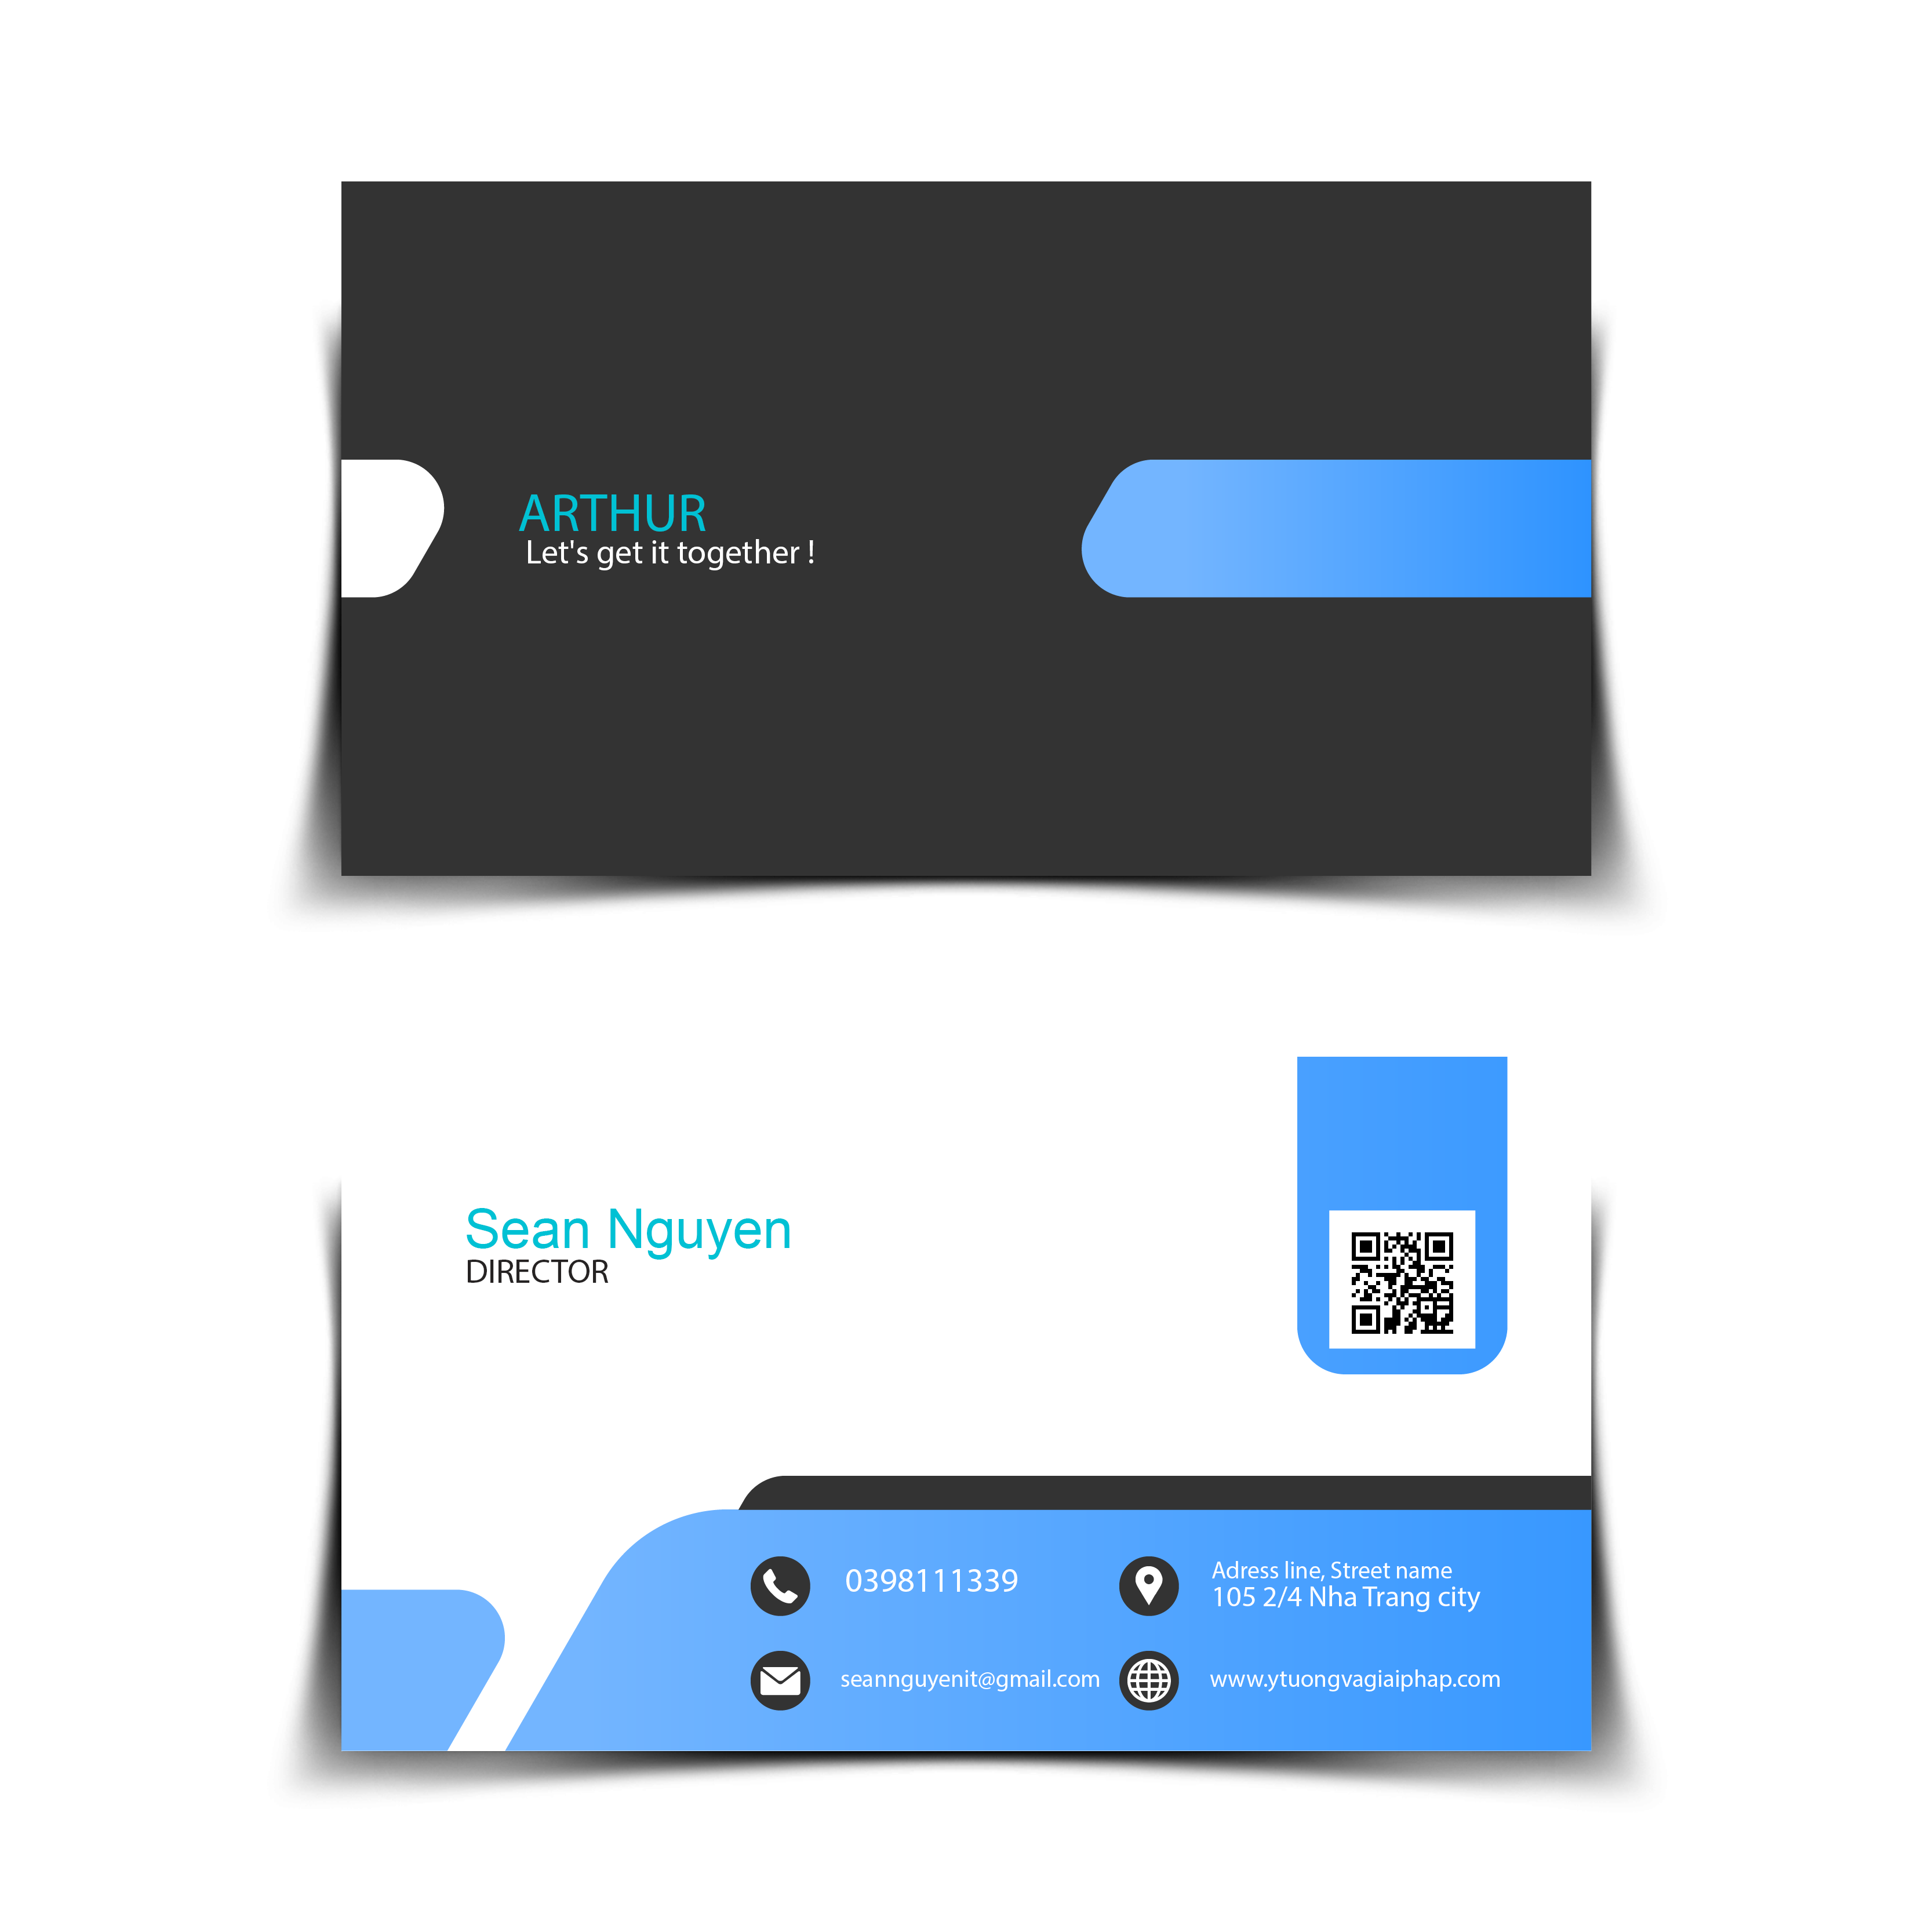 ARTHUR
Let's get it together !
Sean Nguyen
DIRECTOR
0398111339
Adress line, Street name
105 2/4 Nha Trang city
seannguyenit@gmail.com
www.ytuongvagiaiphap.com